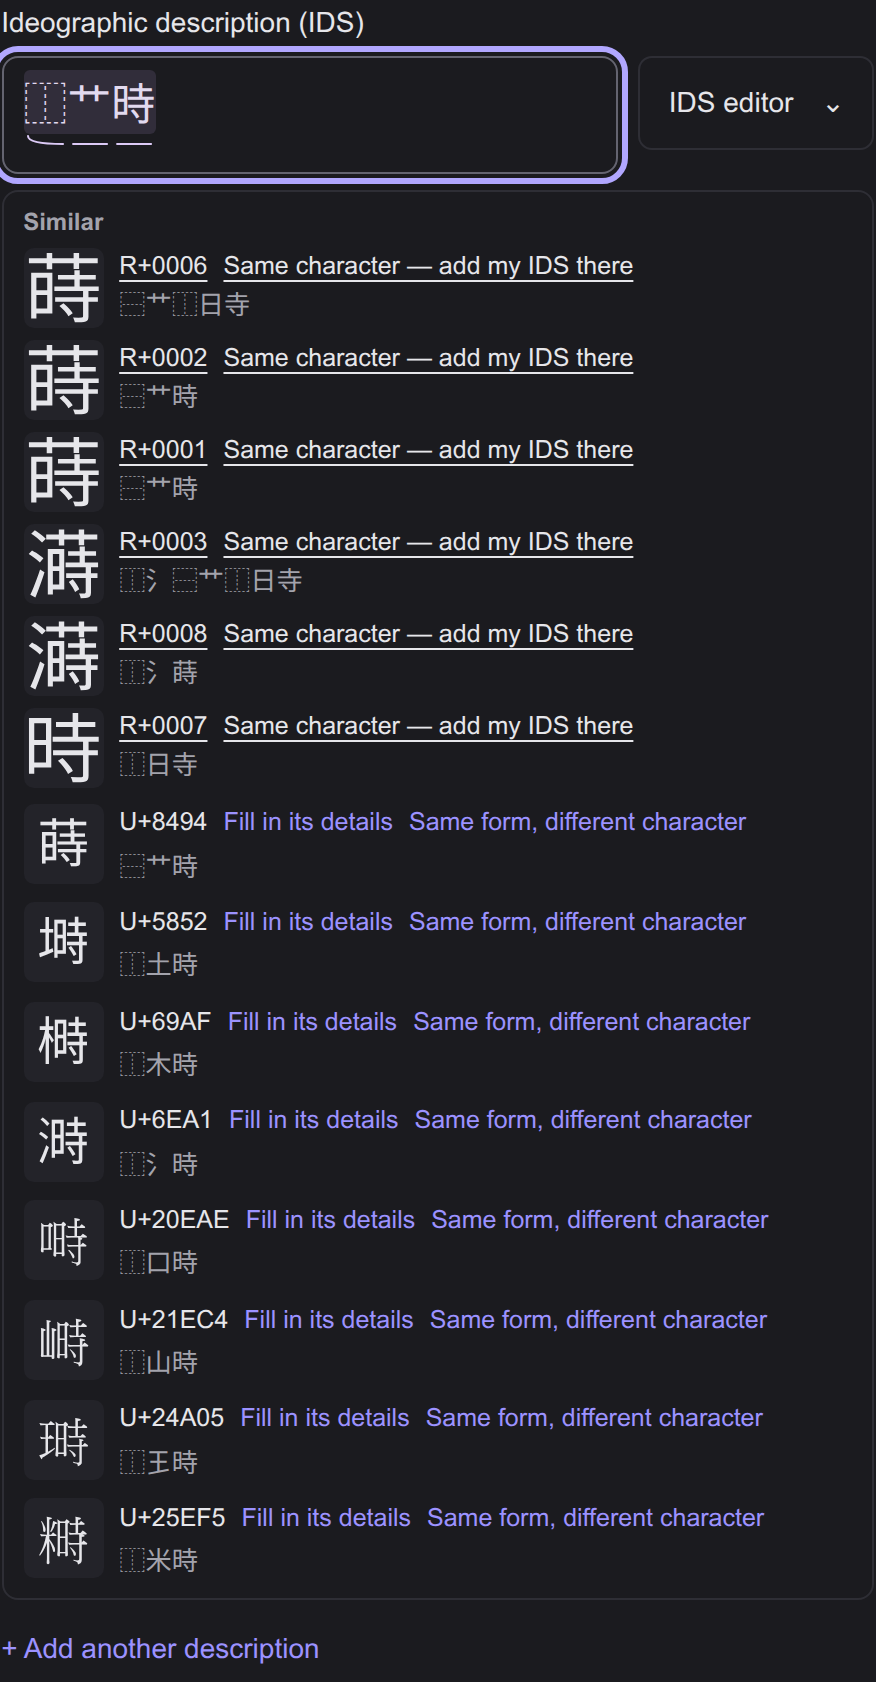 Ideographic description (IDS)
⿰艹時
IDS editor
Similar
蒔
R+0006 Same character — add my IDS there
⿱艹⿰日寺
蒔
R+0002 Same character — add my IDS there
⿱艹時
蒔
R+0001 Same character — add my IDS there
⿱艹時
R+0003 Same character — add my IDS there
⿰氵⿱艹⿰日寺
R+0008 Same character — add my IDS there
⿰氵蒔
時
R+0007 Same character — add my IDS there
⿰日寺
蒔
U+8494 Fill in its details Same form, different character
⿱艹時
塒
U+5852 Fill in its details Same form, different character
⿰土時
榯
U+69AF Fill in its details Same form, different character
⿰木時
溡
U+6EA1 Fill in its details Same form, different character
⿰氵時
𠺮
U+20EAE Fill in its details Same form, different character
⿰口時
𡻄
U+21EC4 Fill in its details Same form, different character
⿰山時
𤨅
U+24A05 Fill in its details Same form, different character
⿰王時
𥻵
U+25EF5 Fill in its details Same form, different character
⿰米時
+ Add another description